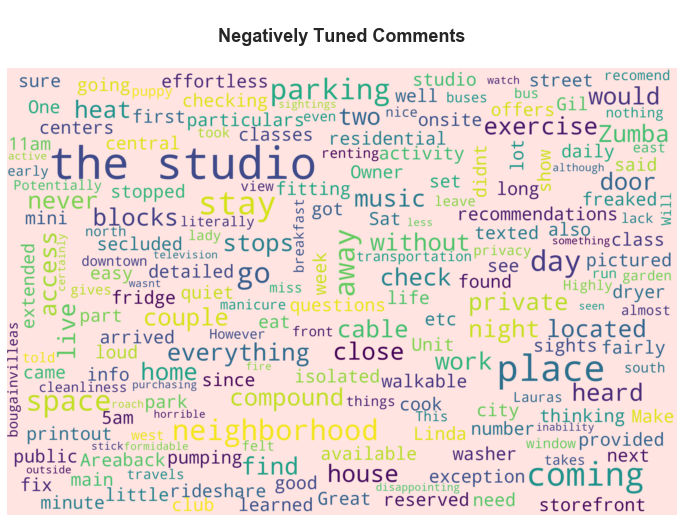 Negatively Tuned Comments
sure going puppy effortless parking studio watch street recomend
One heat checking sightings well buses bus would
centers first particulars even two nice onsite offers Gil nothing
11am central took classes residential exercise Zumba
active the studio renting activity didnt lot show daily east said
early view Owner although
Potentially stopped fitting set long door freaked Will
never stay music leave recommendations
mini blocks literally breakfast got Sat less texted also lack
north secluded lady stops away without something class
access certainly downtown television transportation privacy pictured
extended easy detailed go week check see day run garden
gives wasnt miss found Highly dryer
live fridge quiet manicure questions life private seen almost
part couple eat front cable etc night located
arrived However Unit sights fairly
told loud everything fire close work south
bougainvilleas came info home isolated walkable place
cleanliness purchasing since things cook Lauras heard
space roach park compound This city thinking Make
5am horrible
printout west neighborhood Linda number inability provided
public stick formidable felt available window
Areaback pumping find washer takes next
outside main travels house exception coming
fix little rideshare good disappointing
minute club learned Great reserved need storefront